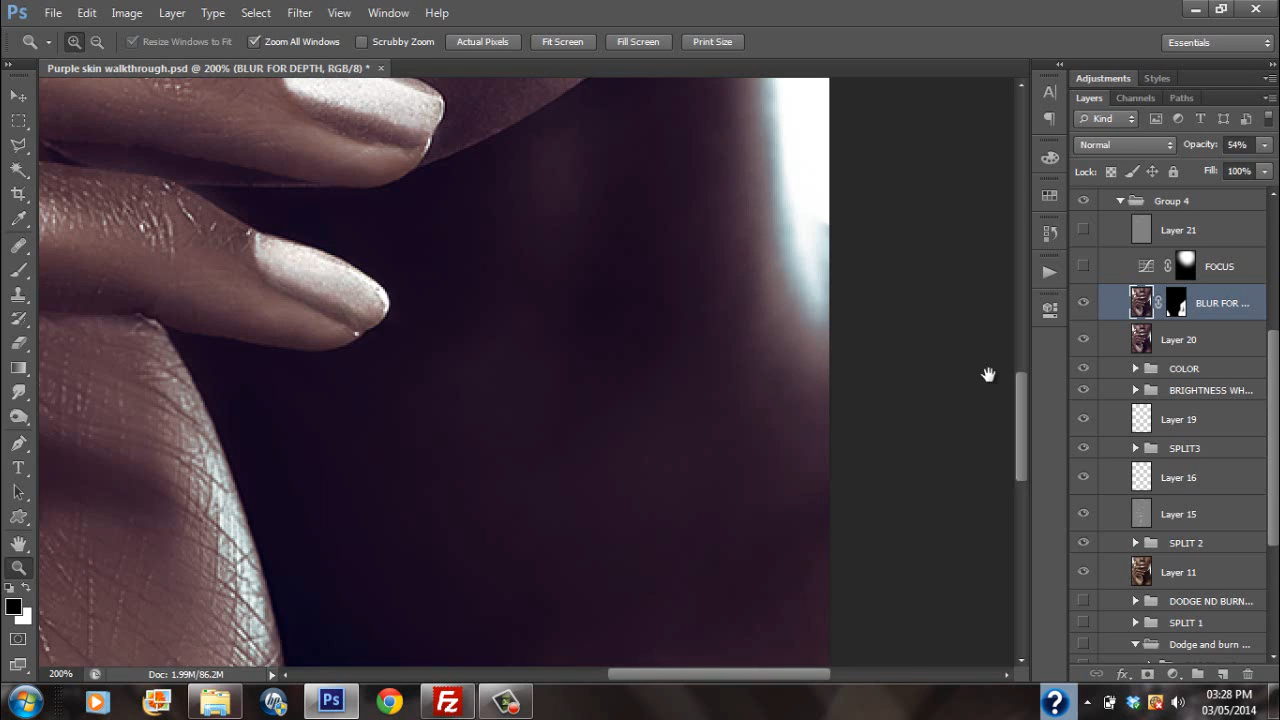 Ps File Edit Image Layer Type Select Filter View Window Help
Resize Windows to Fit Zoom All Windows Scrubby Zoom Actual Pixels Fit Screen Fill Screen Print Size Essentials
Purple skin walkthrough.psd @ 200% (BLUR FOR DEPTH, RGB/8) * ×
Adjustments Styles
Layers Channels Paths
Kind
Normal Opacity: 54%
Lock: Fill: 100%
Group 4
Layer 21
FOCUS
BLUR FOR ...
Layer 20
COLOR
BRIGHTNESS WH...
Layer 19
SPLIT3
Layer 16
Layer 15
SPLIT 2
Layer 11
DODGE ND BURN...
SPLIT 1
Dodge and burn ...
200% Doc: 1.99M/86.2M
03:28 PM
03/05/2014